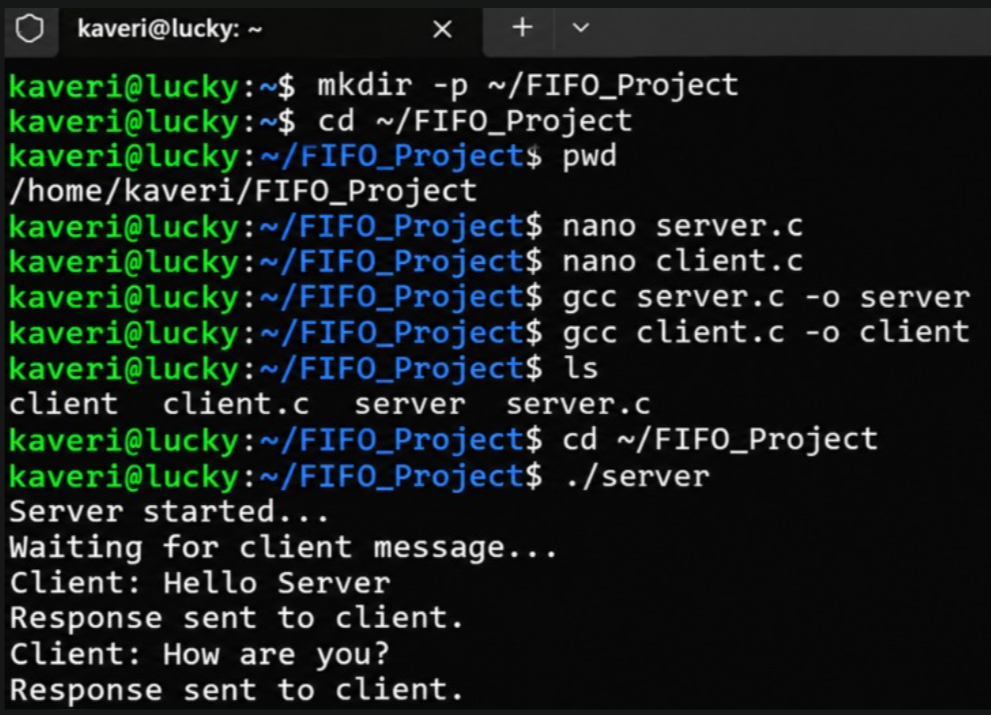 kaveri@lucky: ~
kaveri@lucky:~$ mkdir -p ~/FIFO_Project
kaveri@lucky:~$ cd ~/FIFO_Project
kaveri@lucky:~/FIFO_Project$ pwd
/home/kaveri/FIFO_Project
kaveri@lucky:~/FIFO_Project$ nano server.c
kaveri@lucky:~/FIFO_Project$ nano client.c
kaveri@lucky:~/FIFO_Project$ gcc server.c -o server
kaveri@lucky:~/FIFO_Project$ gcc client.c -o client
kaveri@lucky:~/FIFO_Project$ ls
client  client.c  server  server.c
kaveri@lucky:~/FIFO_Project$ cd ~/FIFO_Project
kaveri@lucky:~/FIFO_Project$ ./server
Server started...
Waiting for client message...
Client: Hello Server
Response sent to client.
Client: How are you?
Response sent to client.